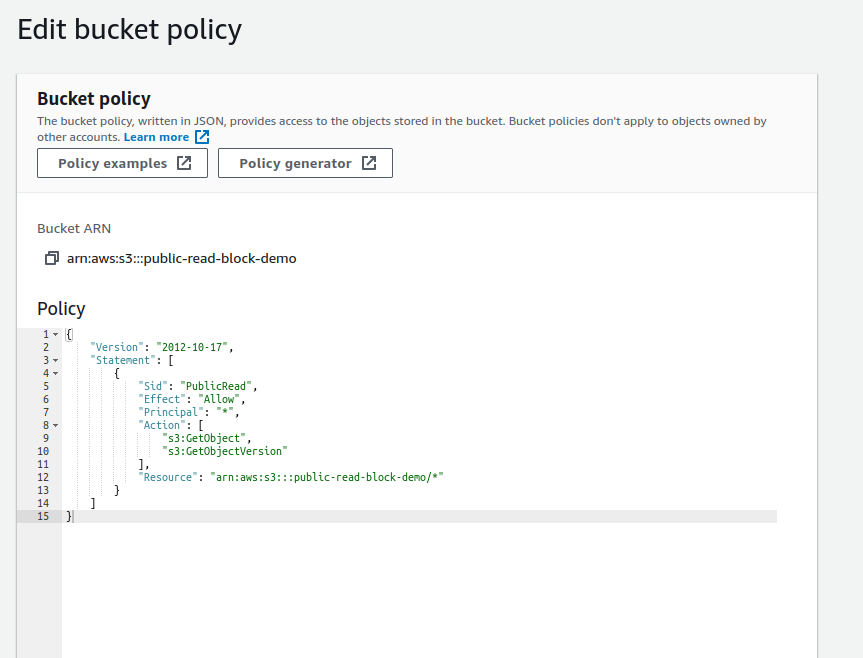 Edit bucket policy
Bucket policy
The bucket policy, written in JSON, provides access to the objects stored in the bucket. Bucket policies don't apply to objects owned by
other accounts. Learn more
Policy examples Policy generator
Bucket ARN
arn:aws:s3:::public-read-block-demo
Policy
1 {
2 "Version": "2012-10-17",
3 "Statement": [
4 {
5 "Sid": "PublicRead",
6 "Effect": "Allow",
7 "Principal": "*",
8 "Action": [
9 "s3:GetObject",
10 "s3:GetObjectVersion"
11 ],
12 "Resource": "arn:aws:s3:::public-read-block-demo/*"
13 }
14 ]
15 }